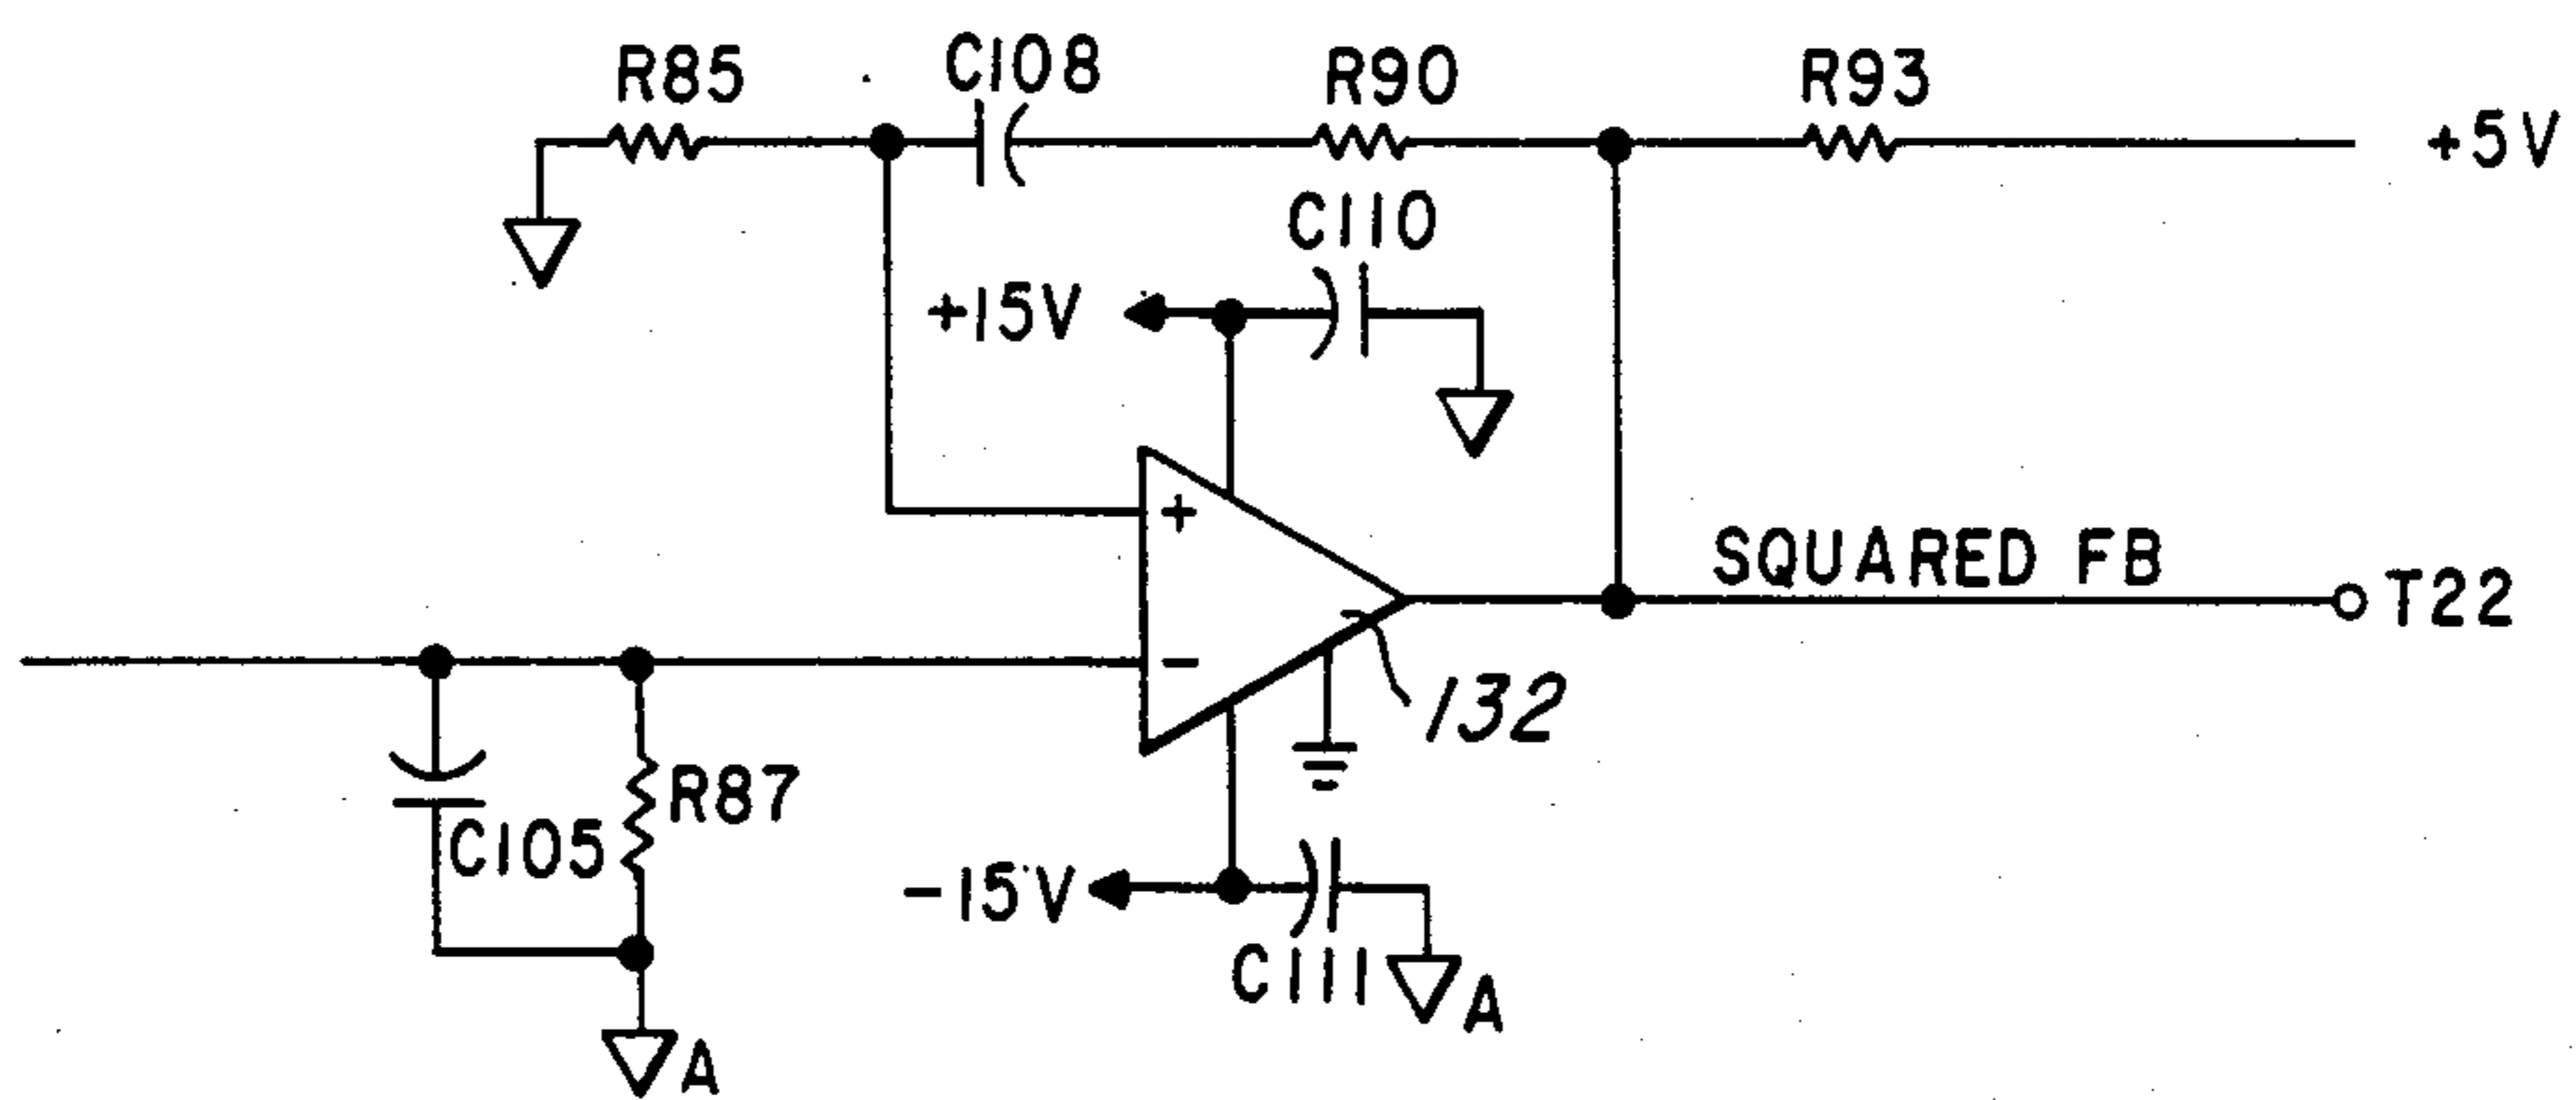 R85
C108
R90
R93
+5V
C110
+15V
+
SQUARED FB
T22
-
132
R87
C105
-15V
C111
A
A